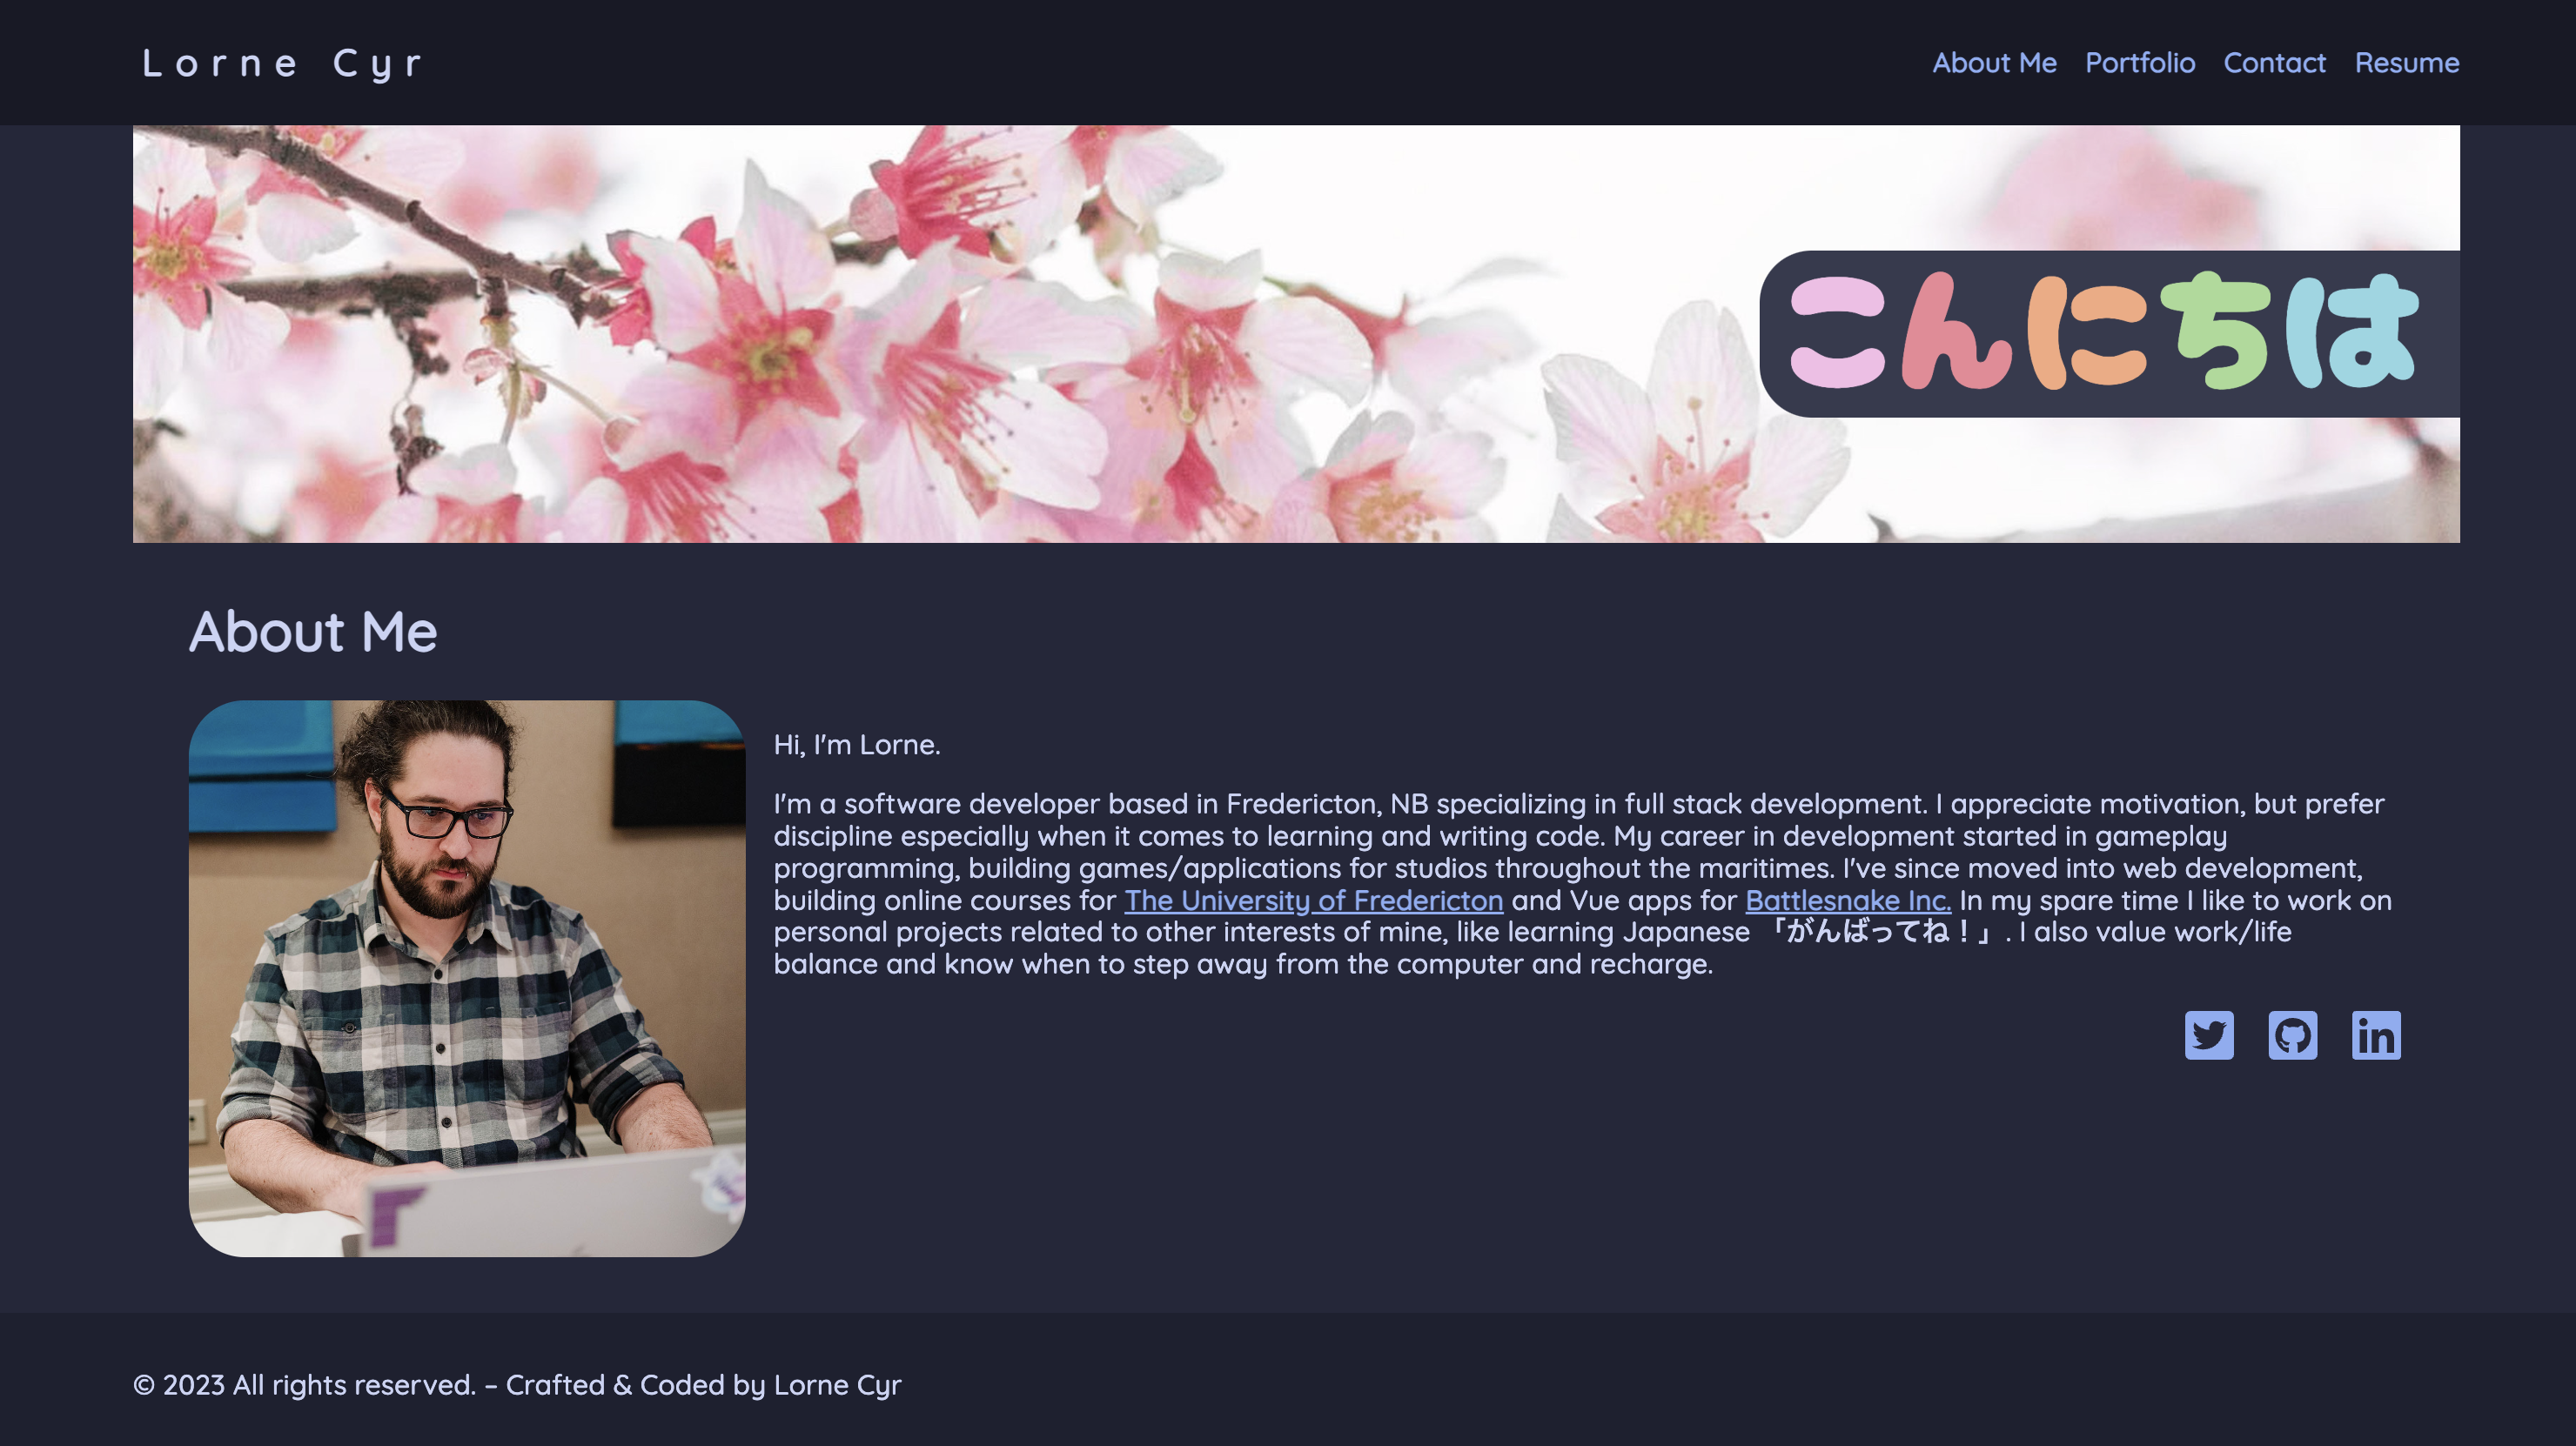 Lorne Cyr
About Me Portfolio Contact Resume
こんにちは
About Me
Hi, I'm Lorne.
I'm a software developer based in Fredericton, NB specializing in full stack development. I appreciate motivation, but prefer
discipline especially when it comes to learning and writing code. My career in development started in gameplay
programming, building games/applications for studios throughout the maritimes. I've since moved into web development,
building online courses for The University of Fredericton and Vue apps for Battlesnake Inc. In my spare time I like to work on
personal projects related to other interests of mine, like learning Japanese 「がんばってね！」. I also value work/life
balance and know when to step away from the computer and recharge.
in
© 2023 All rights reserved. – Crafted & Coded by Lorne Cyr